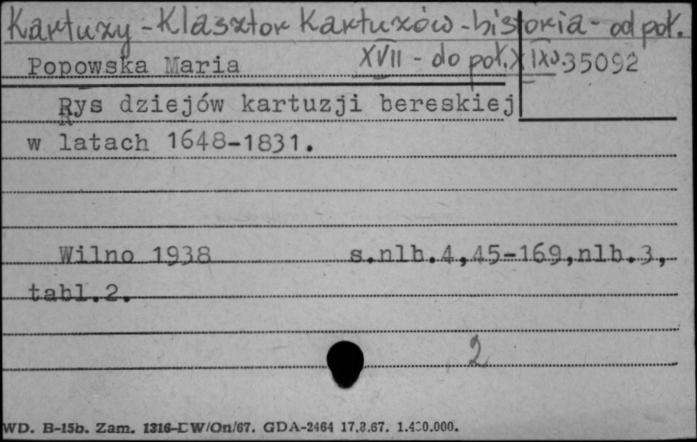 Kartuzy - Klasztor Kartuzów - historia - od poł.
XVII - do poł. XIX w.
Popowska Maria 35092
Rys dziejów kartuzji bereskiej
w latach 1648-1831.
Wilno 1938 s.nlb.4,45-169,nlb.3,
tabl.2.
2
WD. B-15b. Zam. 1316-DW/On/67. GDA-2464 17.8.67. 1.400.000.